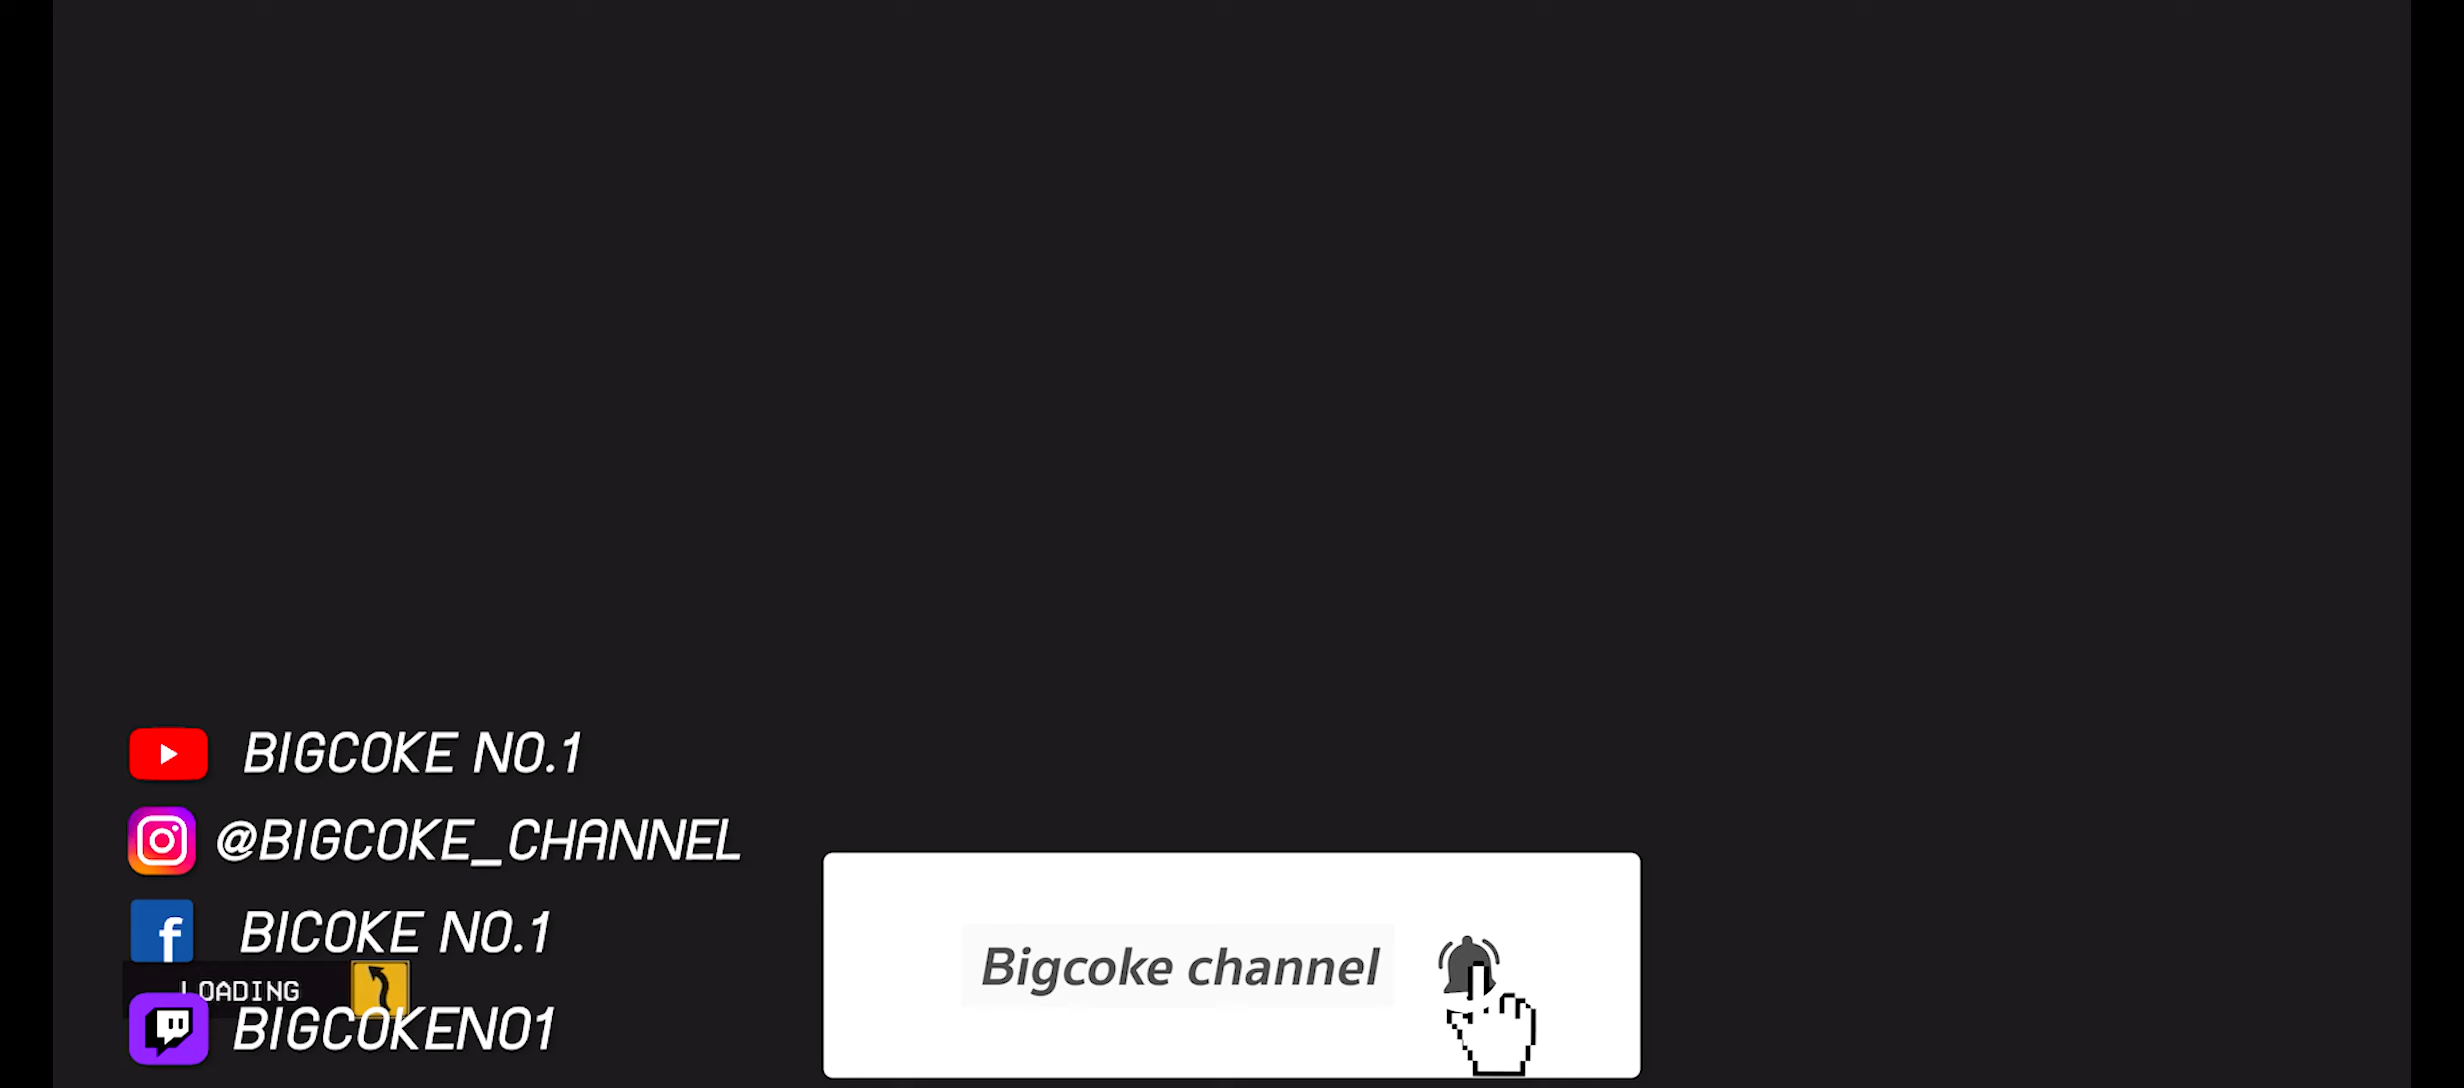 BIGCOKE NO.1
@BIGCOKE_CHANNEL
BICOKE NO.1
LOADING
BIGCOKENO1
Bigcoke channel